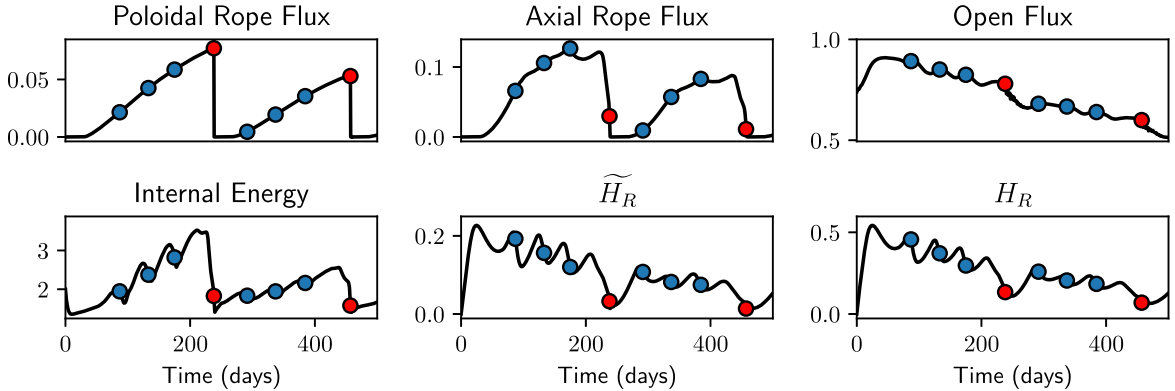 Poloidal Rope Flux
Axial Rope Flux
Open Flux
0.05
0.00
0.1
0.0
1.0
0.5
Internal Energy
$\widetilde{H_R}$
$H_R$
3
2
0.2
0.0
0.5
0.0
0 200 400
0 200 400
0 200 400
Time (days)
Time (days)
Time (days)